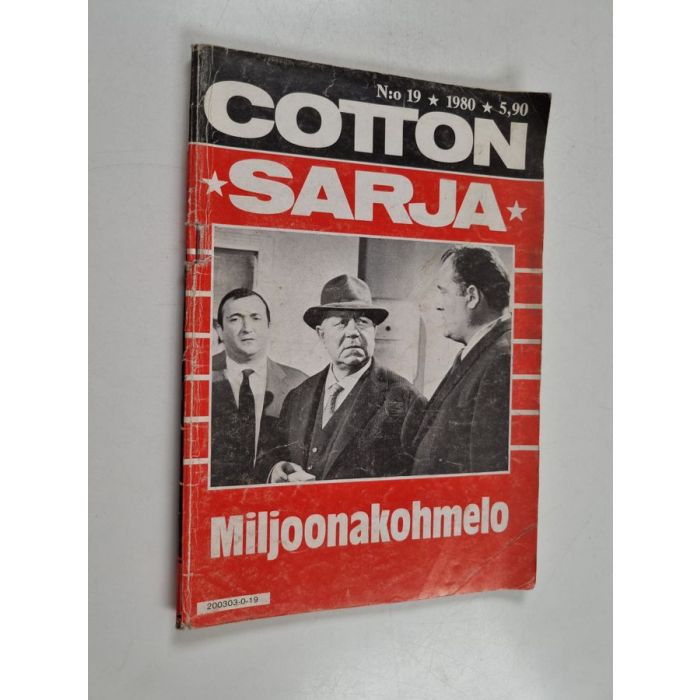 N:o 19 ★ 1980 ★ 5,90
COTTON
★SARJA★
Miljoonakohmelo
200303-0-19